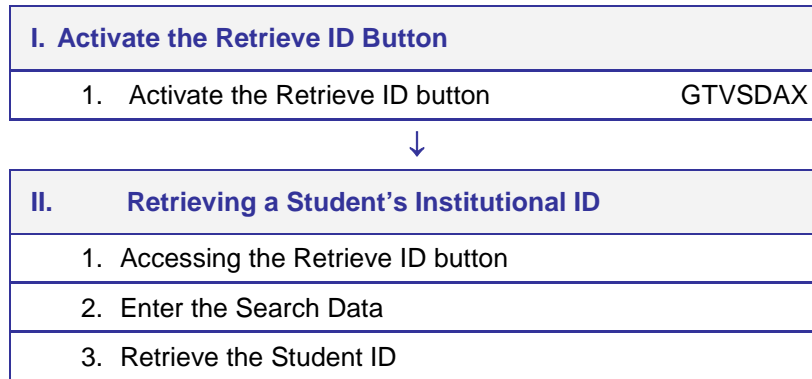 I. Activate the Retrieve ID Button
1. Activate the Retrieve ID button GTVSDAX
↓
II. Retrieving a Student’s Institutional ID
1. Accessing the Retrieve ID button
2. Enter the Search Data
3. Retrieve the Student ID